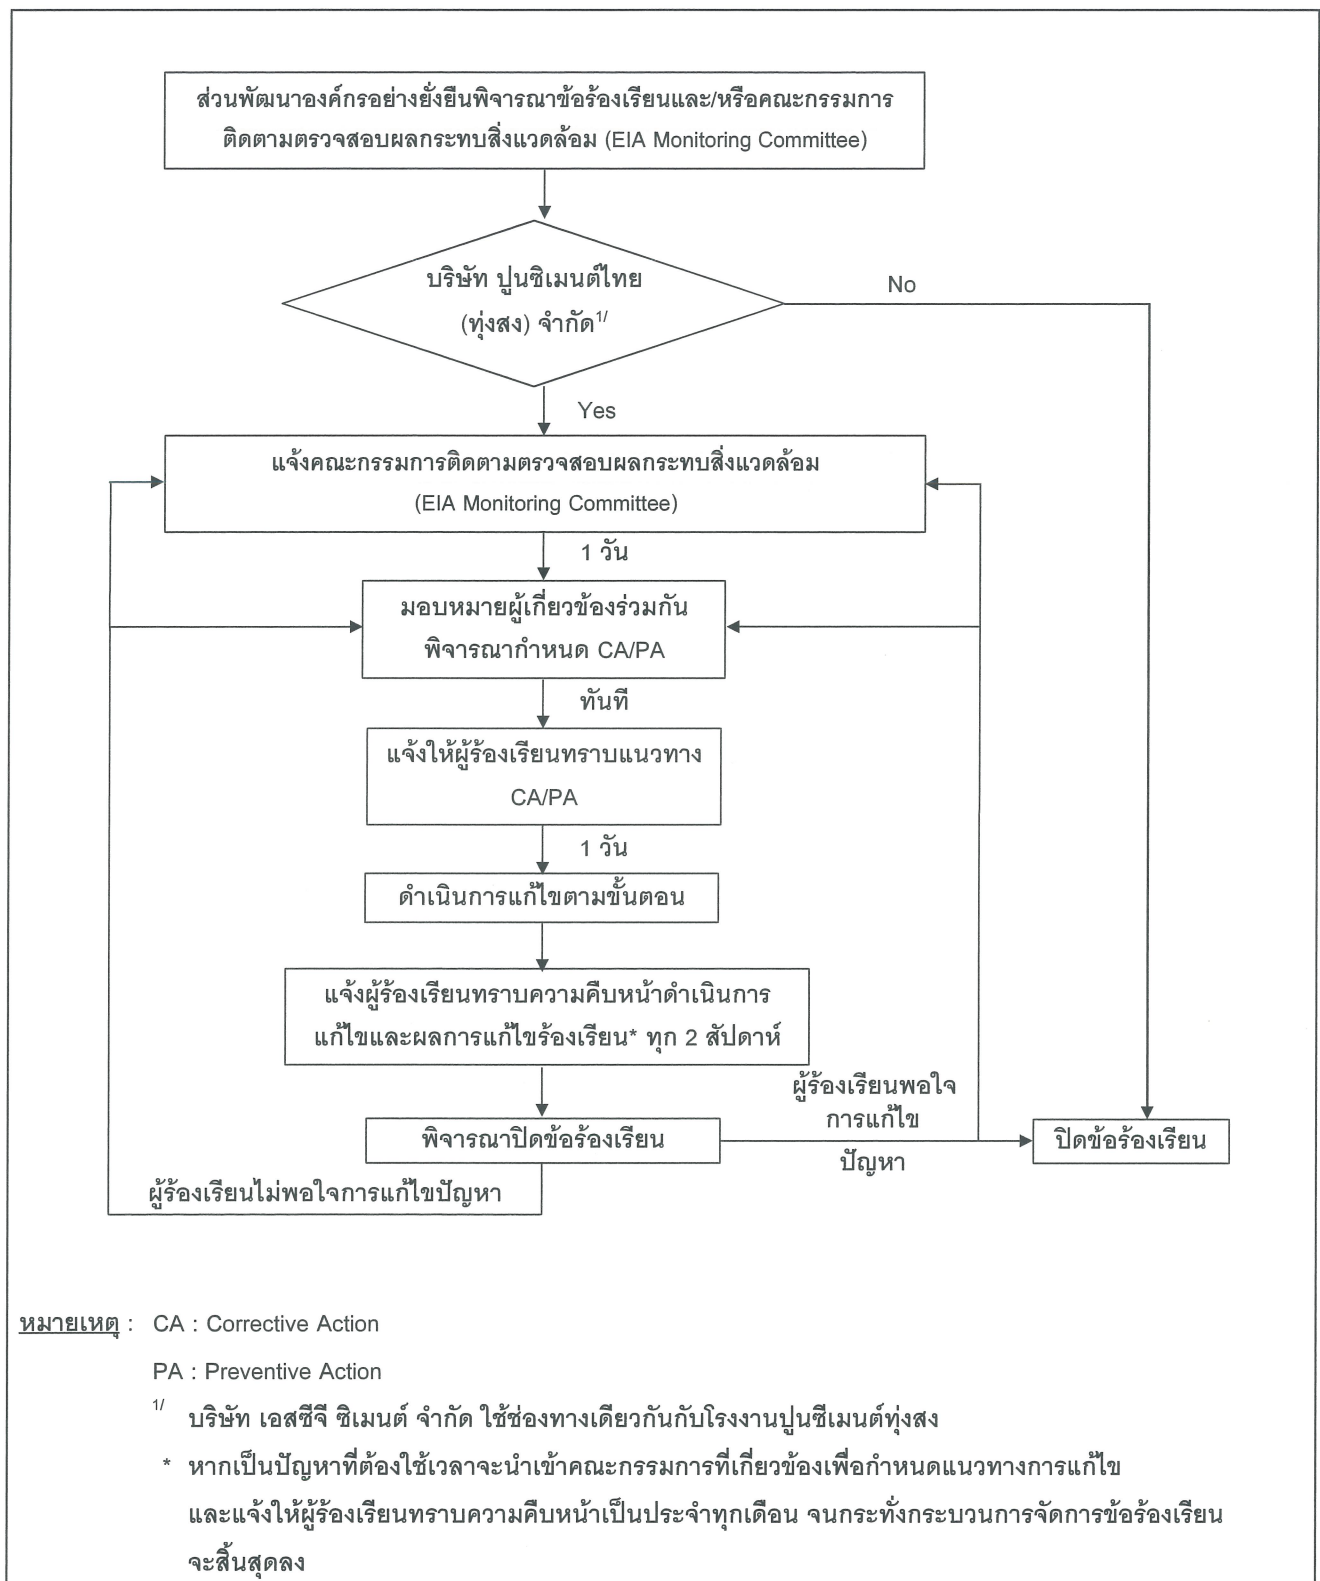 ส่วนพัฒนาองค์กรอย่างยั่งยืนพิจารณาข้อร้องเรียนและ/หรือคณะกรรมการ
ติดตามตรวจสอบผลกระทบสิ่งแวดล้อม (EIA Monitoring Committee)
บริษัท ปูนซิเมนต์ไทย
(ทุ่งสง) จำกัด1/
No
Yes
แจ้งคณะกรรมการติดตามตรวจสอบผลกระทบสิ่งแวดล้อม
(EIA Monitoring Committee)
1 วัน
มอบหมายผู้เกี่ยวข้องร่วมกัน
พิจารณากำหนด CA/PA
ทันที
แจ้งให้ผู้ร้องเรียนทราบแนวทาง
CA/PA
1 วัน
ดำเนินการแก้ไขตามขั้นตอน
แจ้งผู้ร้องเรียนทราบความคืบหน้าดำเนินการ
แก้ไขและผลการแก้ไขร้องเรียน* ทุก 2 สัปดาห์
ผู้ร้องเรียนพอใจ
การแก้ไข
ปัญหา
พิจารณาปิดข้อร้องเรียน
ปิดข้อร้องเรียน
ผู้ร้องเรียนไม่พอใจการแก้ไขปัญหา
หมายเหตุ : CA : Corrective Action
PA : Preventive Action
1/ บริษัท เอสซีจี ซิเมนต์ จำกัด ใช้ช่องทางเดียวกันกับโรงงานปูนซีเมนต์ทุ่งสง
* หากเป็นปัญหาที่ต้องใช้เวลาจะนำเข้าคณะกรรมการที่เกี่ยวข้องเพื่อกำหนดแนวทางการแก้ไข
และแจ้งให้ผู้ร้องเรียนทราบความคืบหน้าเป็นประจำทุกเดือน จนกระทั่งกระบวนการจัดการข้อร้องเรียน
จะสิ้นสุดลง